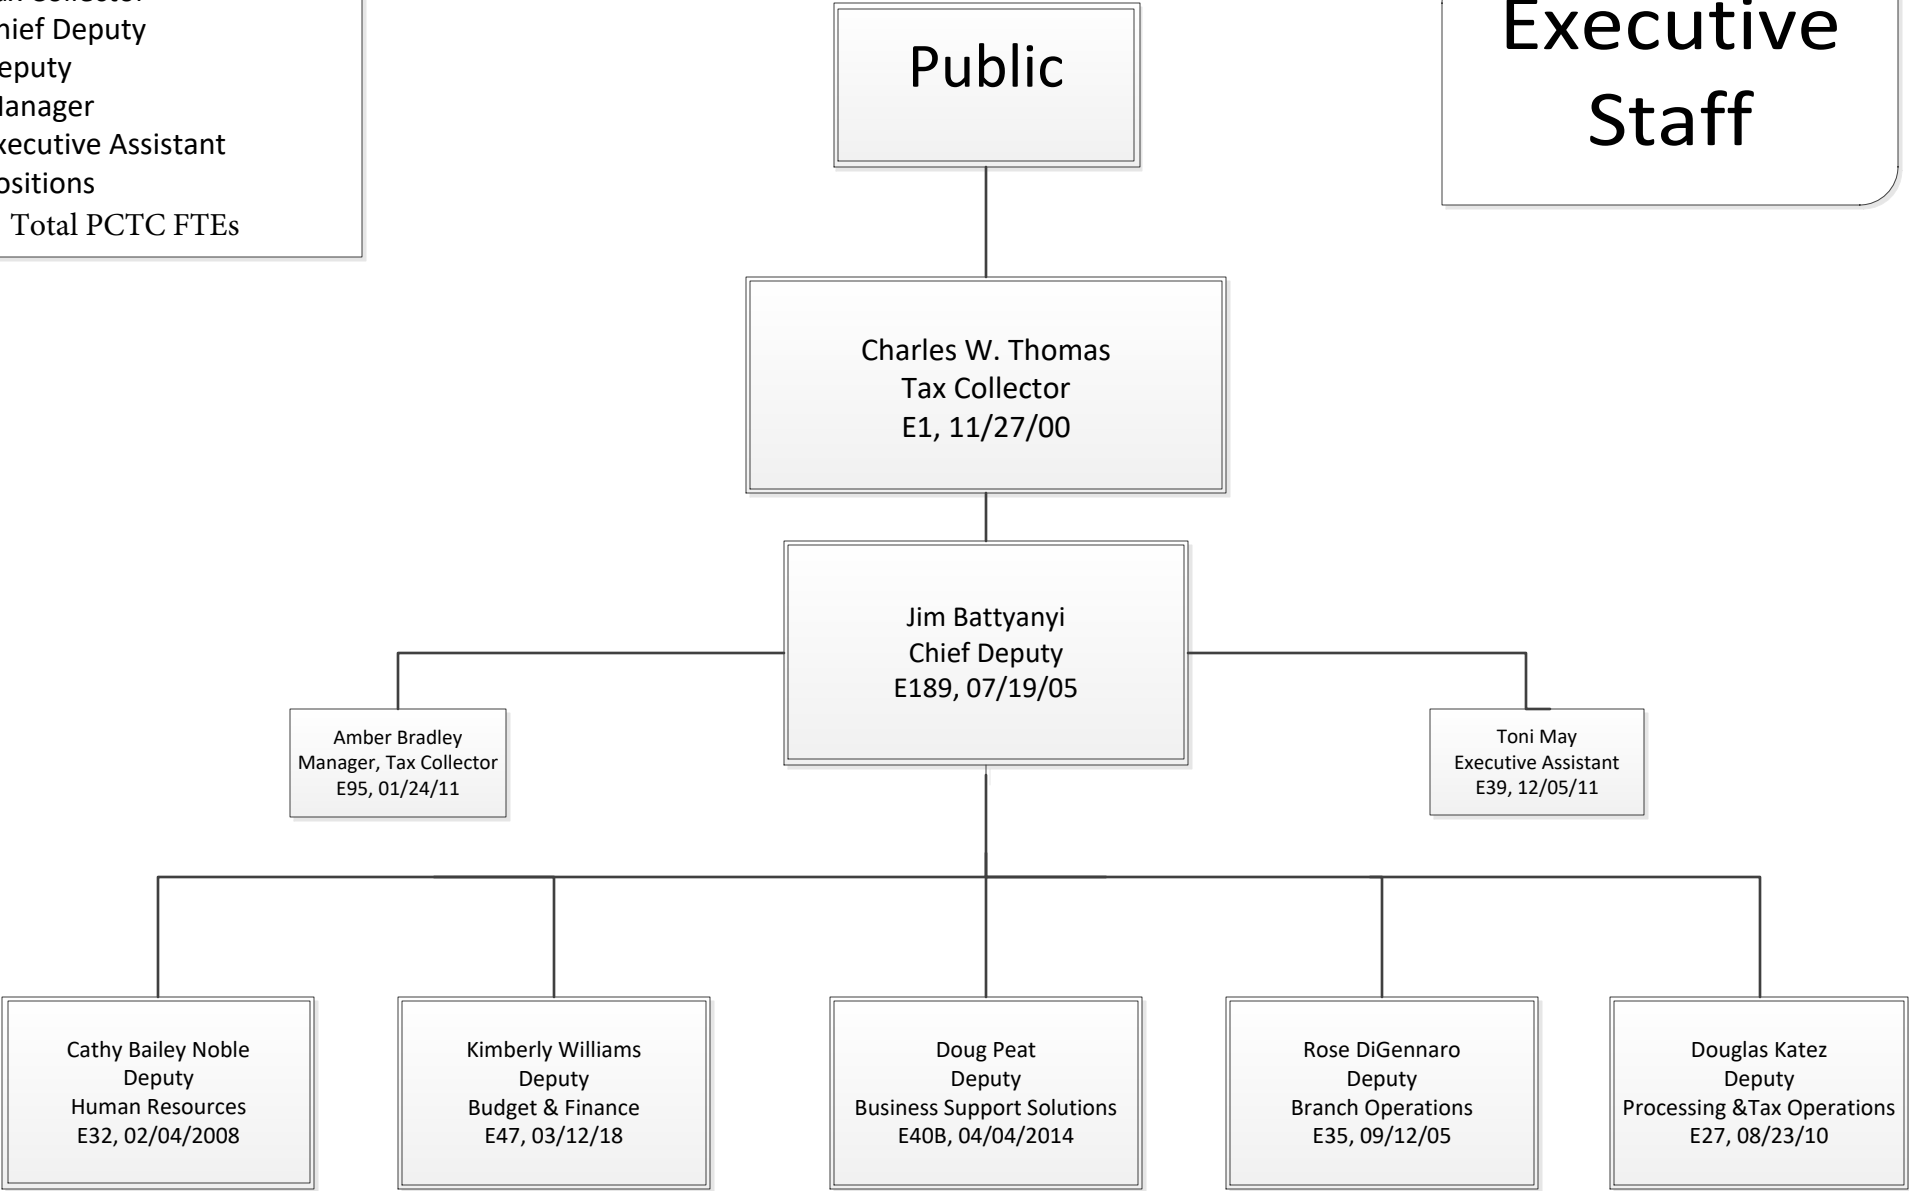 hief Deputy
eputy
anager
xecutive Assistant
ositions
Total PCTC FTEs
Public
Executive
Staff
Charles W. Thomas
Tax Collector
E1, 11/27/00
Jim Battyanyi
Chief Deputy
E189, 07/19/05
Amber Bradley
Manager, Tax Collector
E95, 01/24/11
Toni May
Executive Assistant
E39, 12/05/11
Cathy Bailey Noble
Deputy
Human Resources
E32, 02/04/2008
Kimberly Williams
Deputy
Budget & Finance
E47, 03/12/18
Doug Peat
Deputy
Business Support Solutions
E40B, 04/04/2014
Rose DiGennaro
Deputy
Branch Operations
E35, 09/12/05
Douglas Katez
Deputy
Processing &Tax Operations
E27, 08/23/10